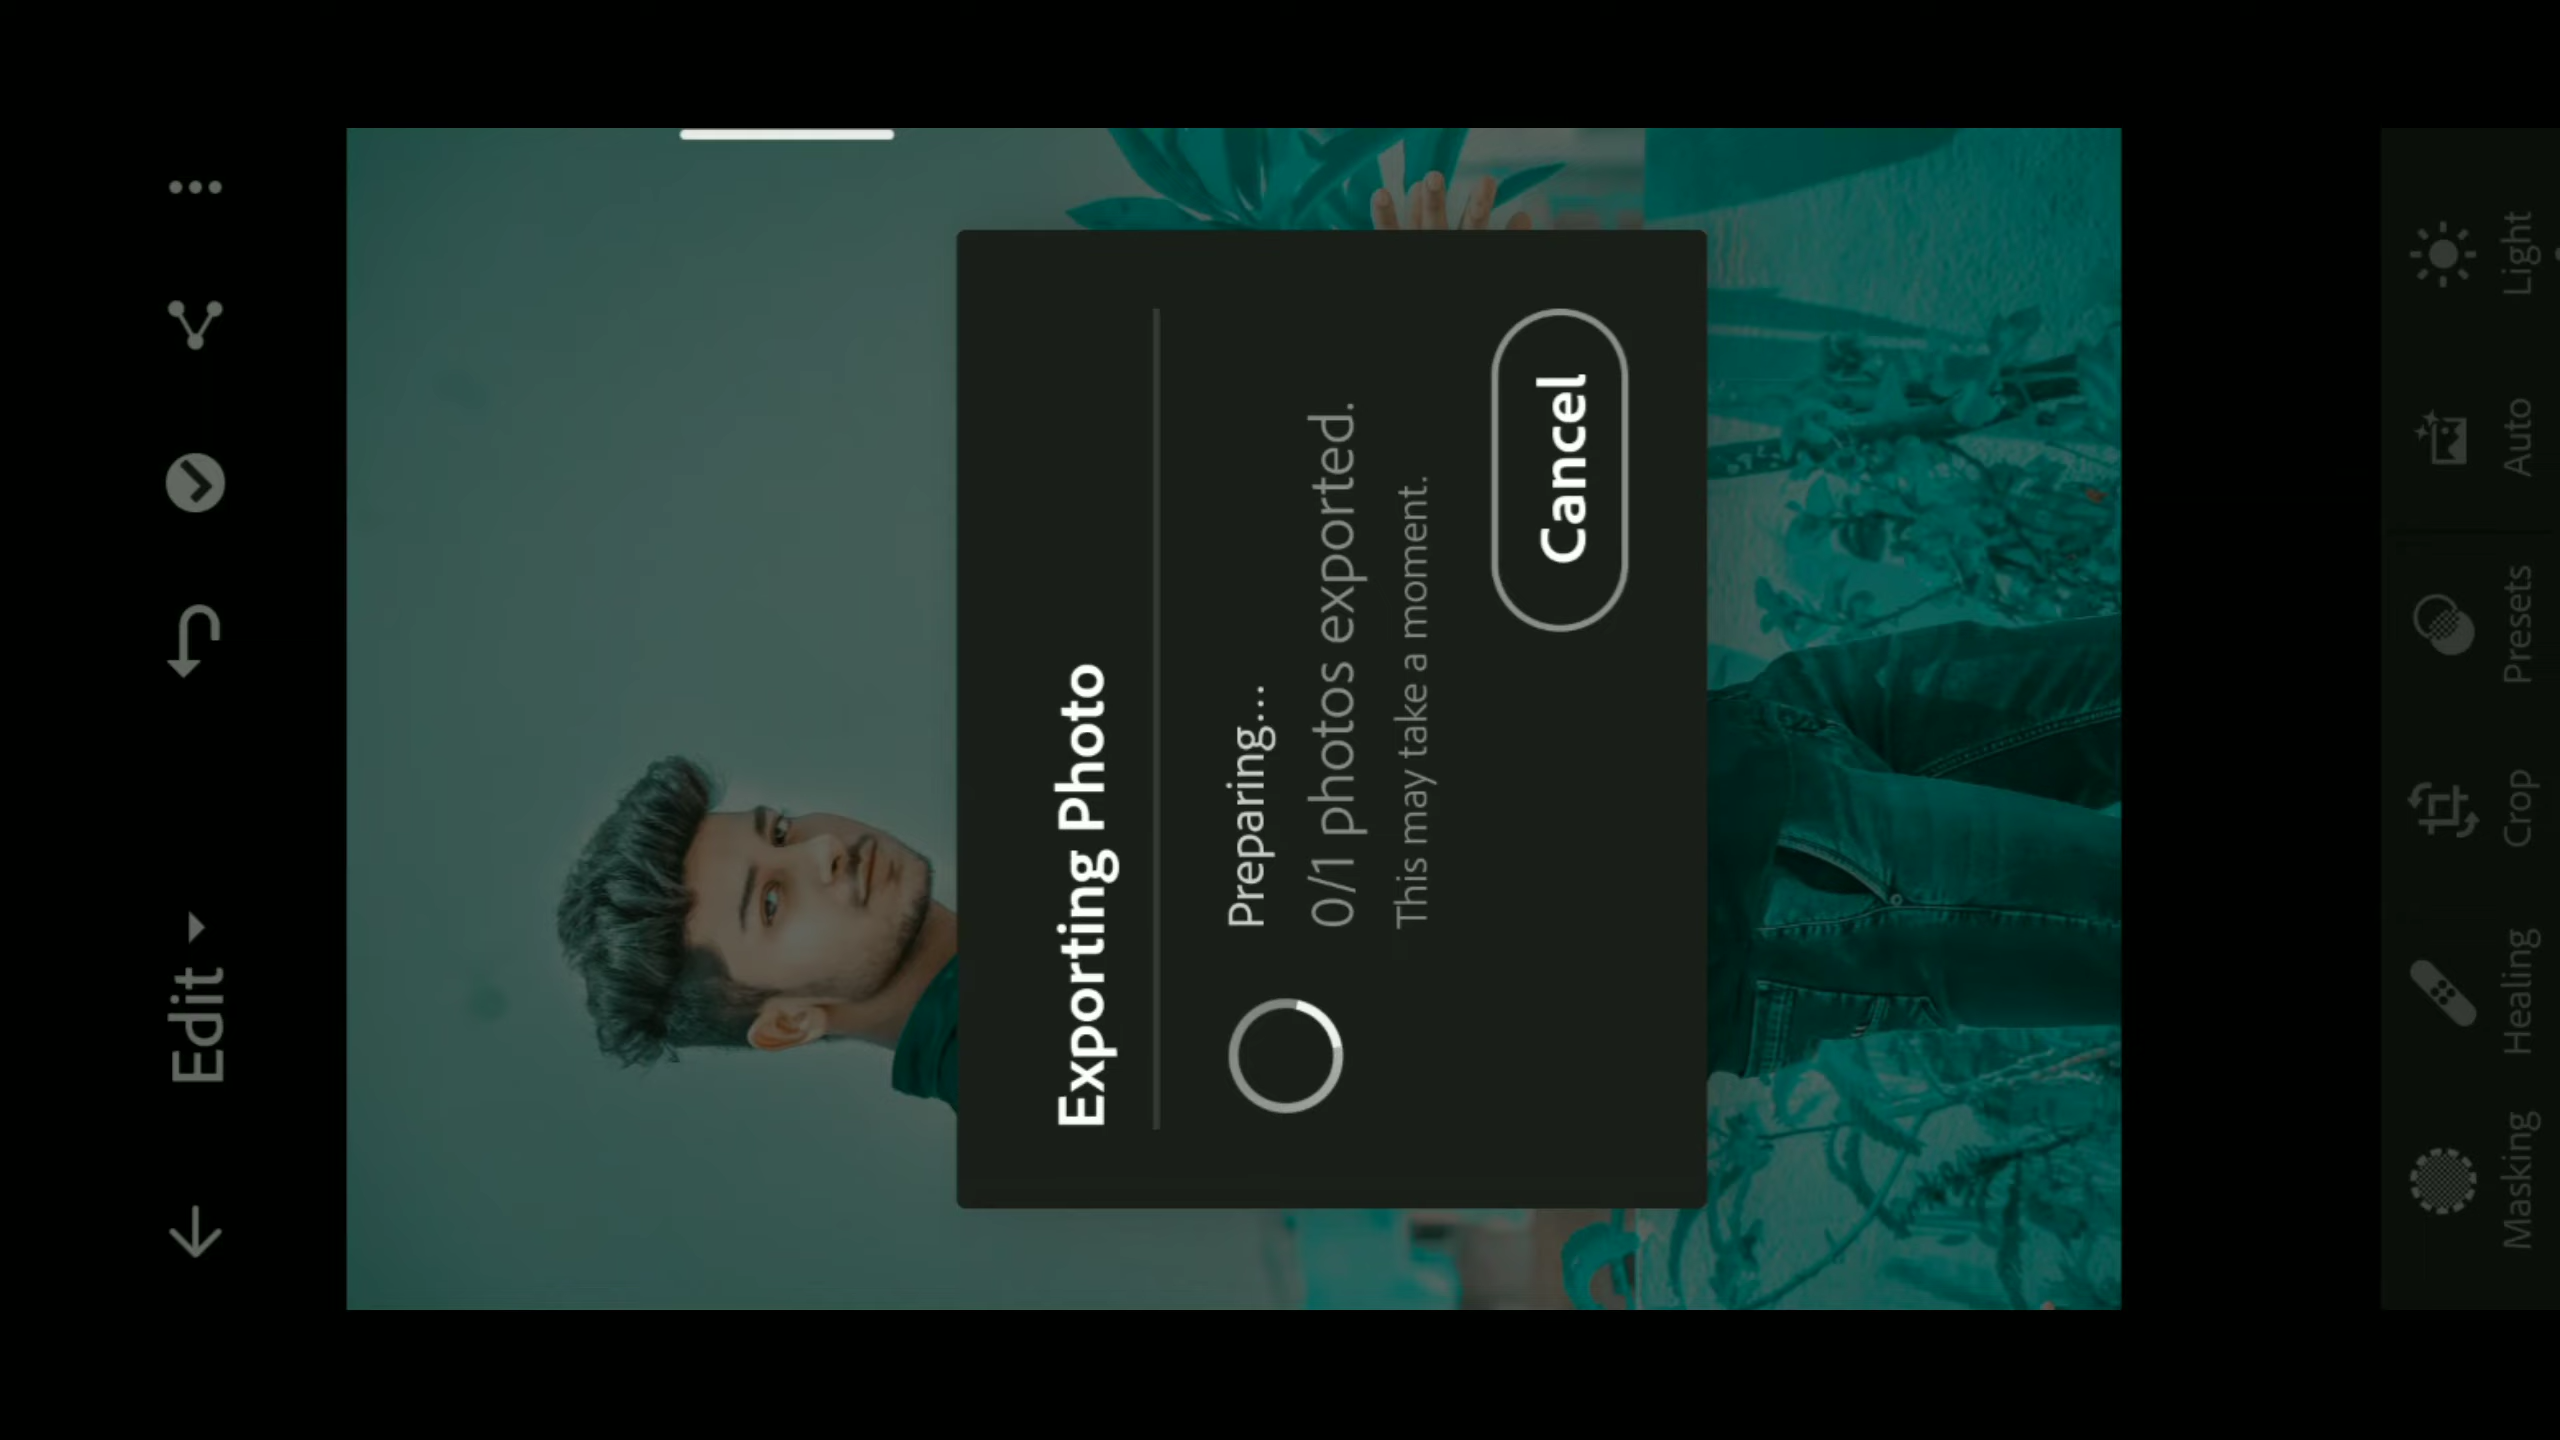 Edit
Exporting Photo
Preparing...
0/1 photos exported.
This may take a moment.
Cancel
Masking
Healing
Crop
Presets
Auto
Light